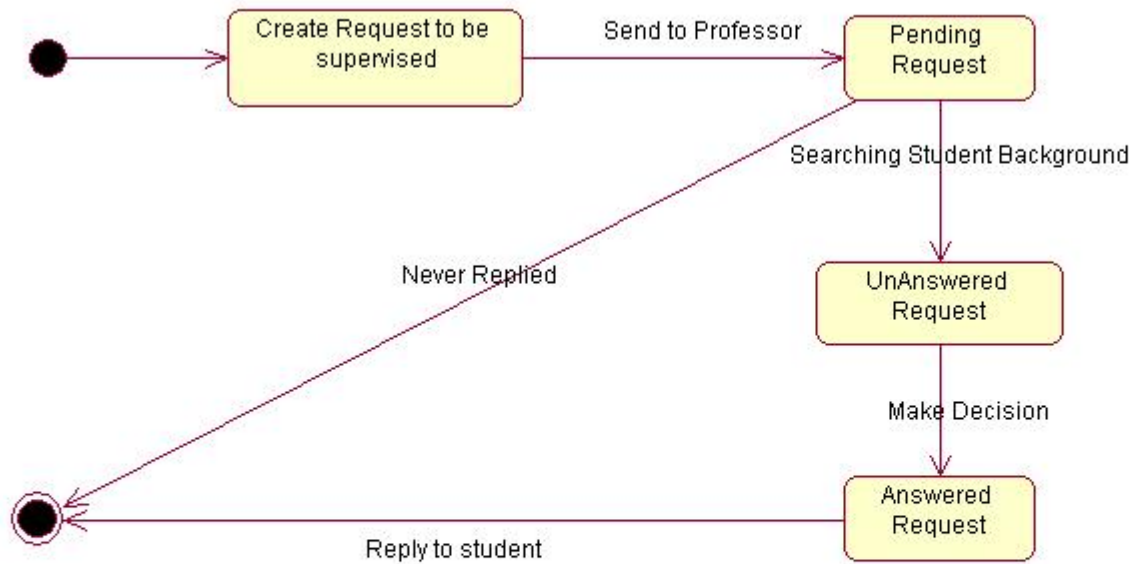 Create Request to be
supervised
Send to Professor
Pending
Request
Searching Student Background
Never Replied
UnAnswered
Request
Make Decision
Answered
Request
Reply to student